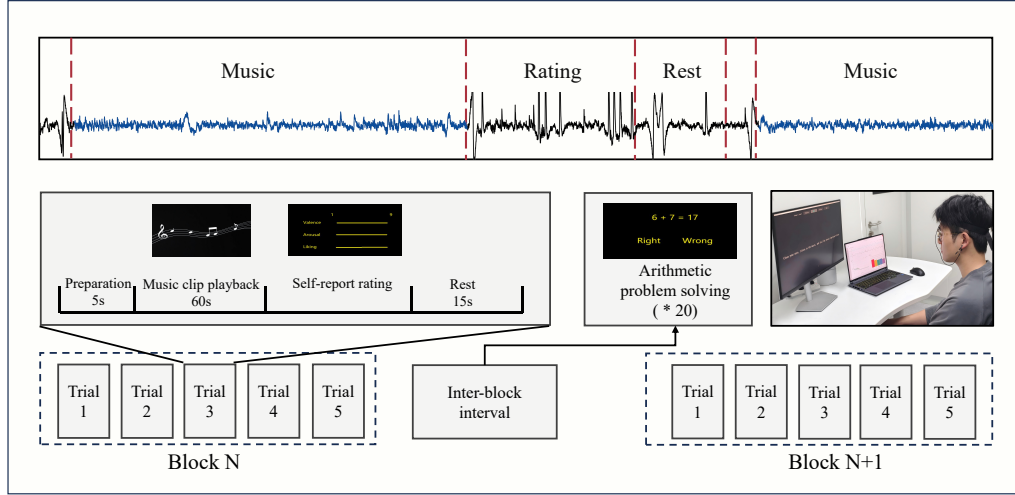 Music
Rating
Rest
Music
1
9
Valence
Arousal
Liking
Preparation
5s
Music clip playback
60s
Self-report rating
Rest
15s
6 + 7 = 17
Right Wrong
Arithmetic
problem solving
( * 20)
Trial
1
Trial
2
Trial
3
Trial
4
Trial
5
Block N
Inter-block
interval
Trial
1
Trial
2
Trial
3
Trial
4
Trial
5
Block N+1